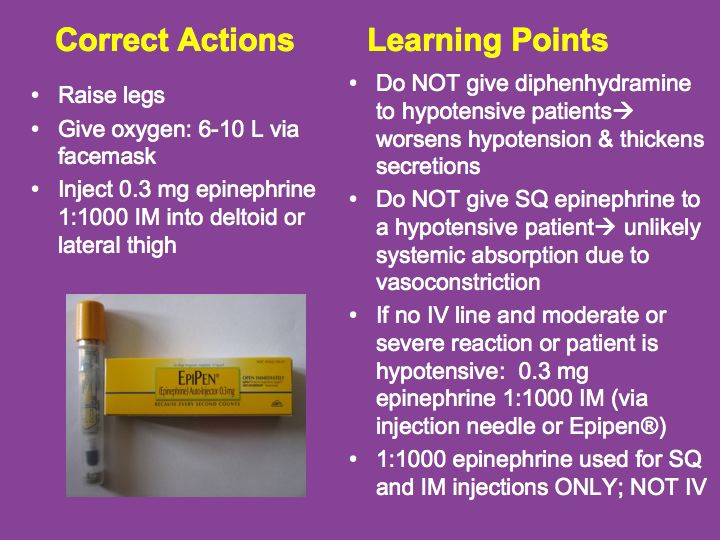 Correct Actions
• Raise legs
• Give oxygen: 6-10 L via
facemask
• Inject 0.3 mg epinephrine
1:1000 IM into deltoid or
lateral thigh
EPIPEN®
(Epinephrine) Auto-Injector 0.3mg
BECAUSE EVERY SECOND COUNTS
OPEN IMMEDIATELY
Learning Points
• Do NOT give diphenhydramine
to hypotensive patients→
worsens hypotension & thickens
secretions
• Do NOT give SQ epinephrine to
a hypotensive patient→ unlikely
systemic absorption due to
vasoconstriction
• If no IV line and moderate or
severe reaction or patient is
hypotensive: 0.3 mg
epinephrine 1:1000 IM (via
injection needle or Epipen®)
• 1:1000 epinephrine used for SQ
and IM injections ONLY; NOT IV